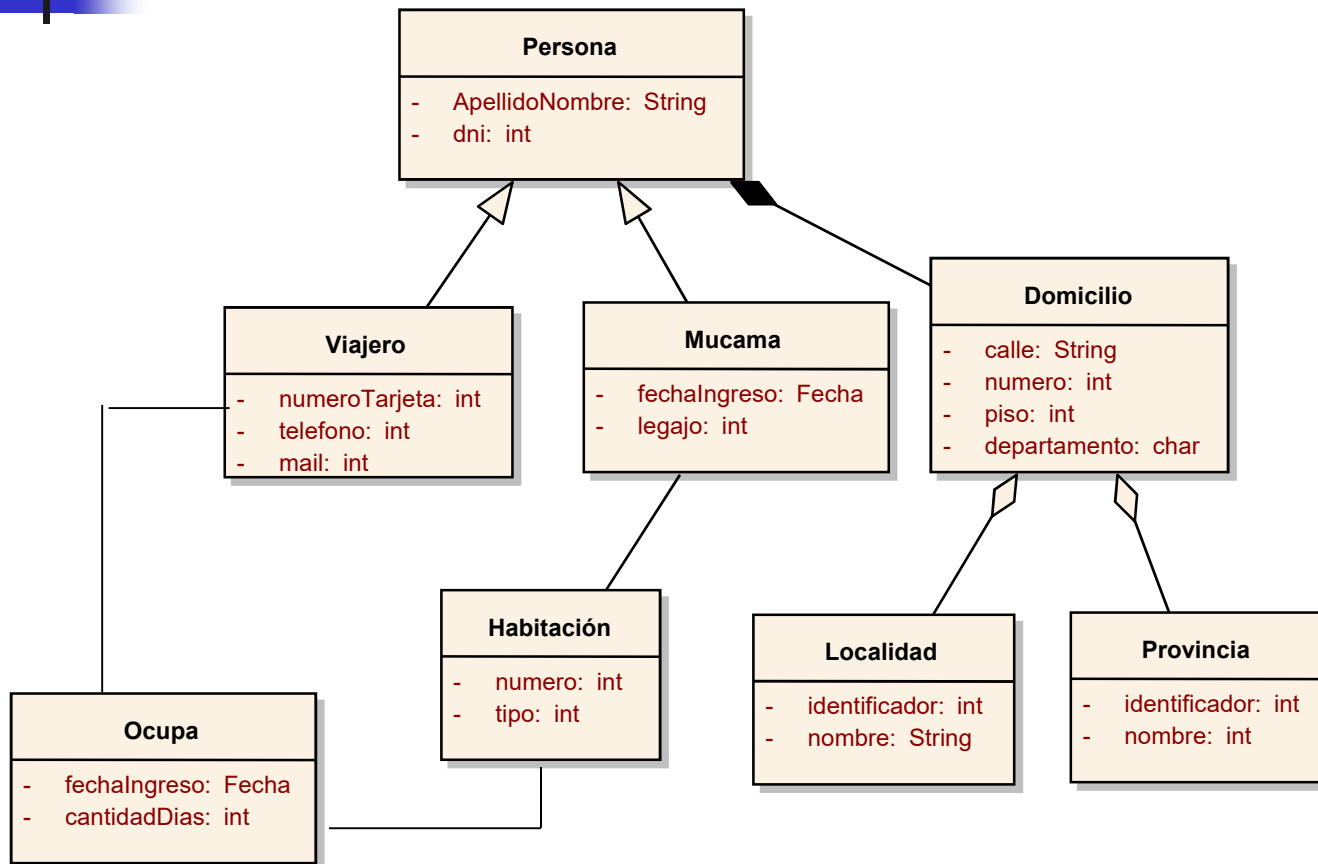 Persona
- ApellidoNombre: String
- dni: int
Domicilio
- calle: String
- numero: int
- piso: int
- departamento: char
Viajero
- numeroTarjeta: int
- telefono: int
- mail: int
Mucama
- fechaIngreso: Fecha
- legajo: int
Habitación
- numero: int
- tipo: int
Localidad
- identificador: int
- nombre: String
Provincia
- identificador: int
- nombre: int
Ocupa
- fechaIngreso: Fecha
- cantidadDias: int